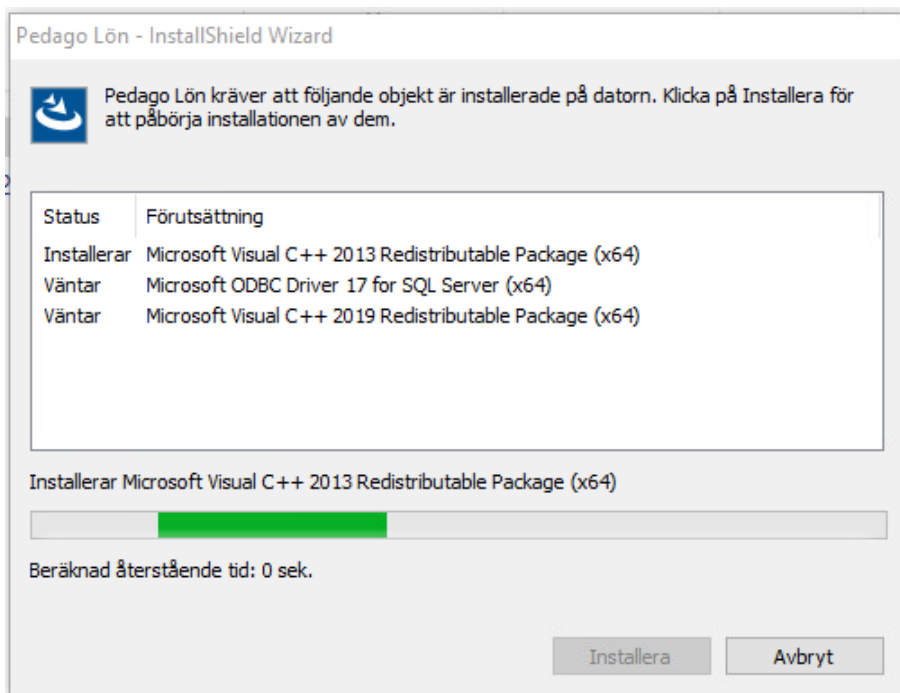 Pedago Lön - InstallShield Wizard
Pedago Lön kräver att följande objekt är installerade på datorn. Klicka på Installera för
att påbörja installationen av dem.
Status Förutsättning
Installerar Microsoft Visual C++ 2013 Redistributable Package (x64)
Väntar Microsoft ODBC Driver 17 for SQL Server (x64)
Väntar Microsoft Visual C++ 2019 Redistributable Package (x64)
Installerar Microsoft Visual C++ 2013 Redistributable Package (x64)
Beräknad återstående tid: 0 sek.
Installera Avbryt